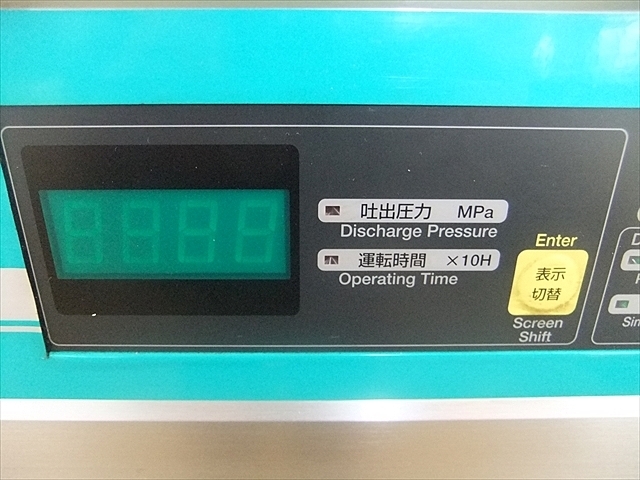 吐出圧力 MPa
Discharge Pressure
運転時間 ×10H
Operating Time
Enter
表示
切替
Screen
Shift
D
Sin